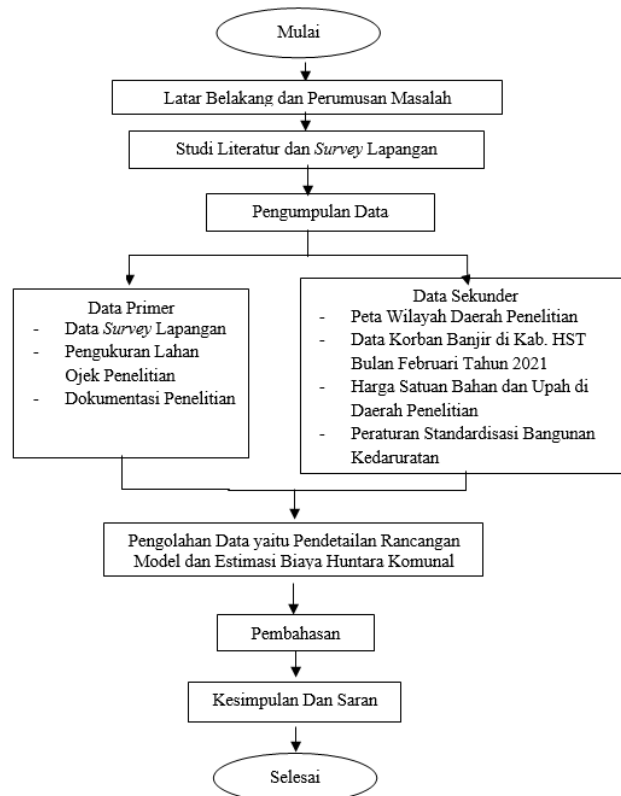 Mulai
Latar Belakang dan Perumusan Masalah
Studi Literatur dan Survey Lapangan
Pengumpulan Data
Data Primer
- Data Survey Lapangan
- Pengukuran Lahan
Ojek Penelitian
- Dokumentasi Penelitian
Data Sekunder
- Peta Wilayah Daerah Penelitian
- Data Korban Banjir di Kab. HST
Bulan Februari Tahun 2021
- Harga Satuan Bahan dan Upah di
Daerah Penelitian
- Peraturan Standardisasi Bangunan
Kedaruratan
Pengolahan Data yaitu Pendetailan Rancangan
Model dan Estimasi Biaya Huntara Komunal
Pembahasan
Kesimpulan Dan Saran
Selesai